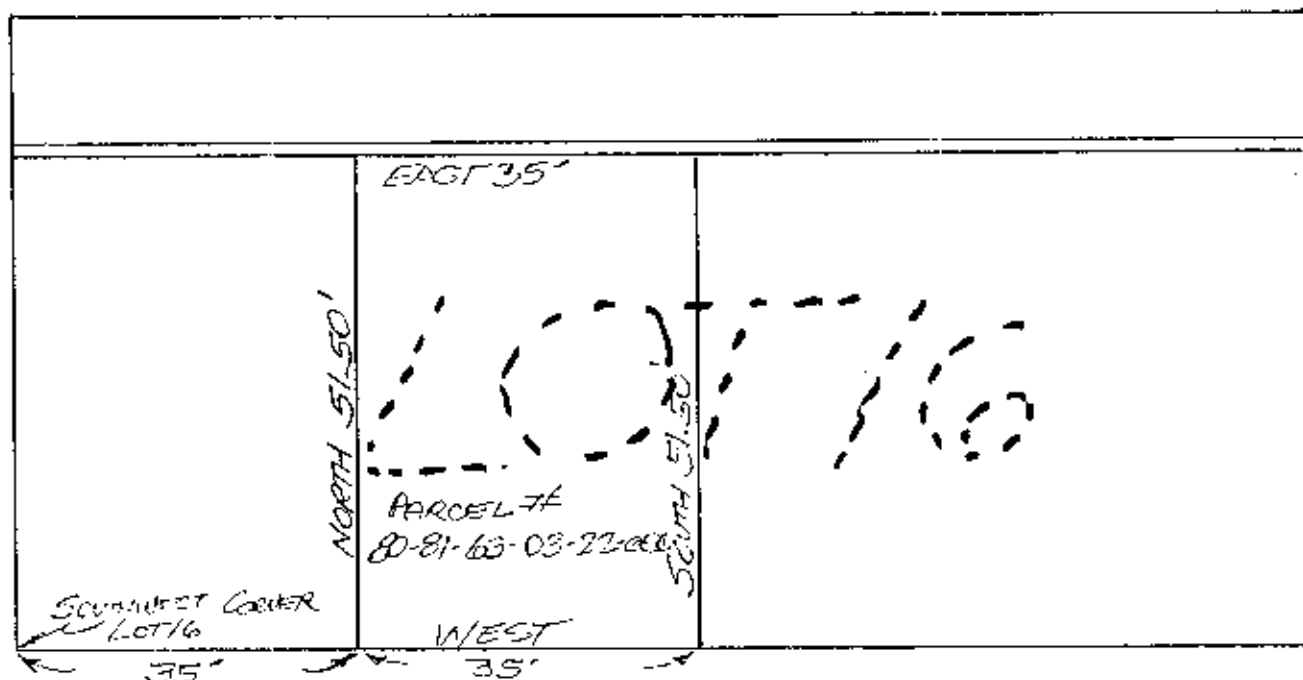 EAST 35'
NORTH 51.50'
LOT 16
SOUTH 51.50
PARCEL #
80-81-63-03-22-
SOUTHWEST CORNER
LOT 16
WEST
35'
35'